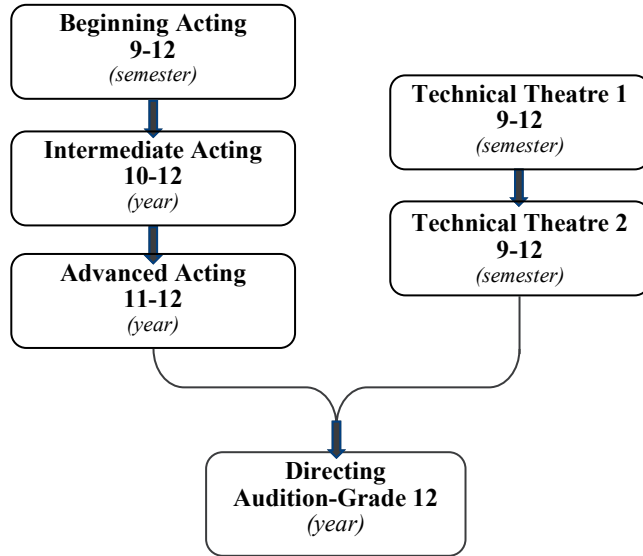 Beginning Acting
9-12
(semester)
Intermediate Acting
10-12
(year)
Advanced Acting
11-12
(year)
Technical Theatre 1
9-12
(semester)
Technical Theatre 2
9-12
(semester)
Directing
Audition-Grade 12
(year)